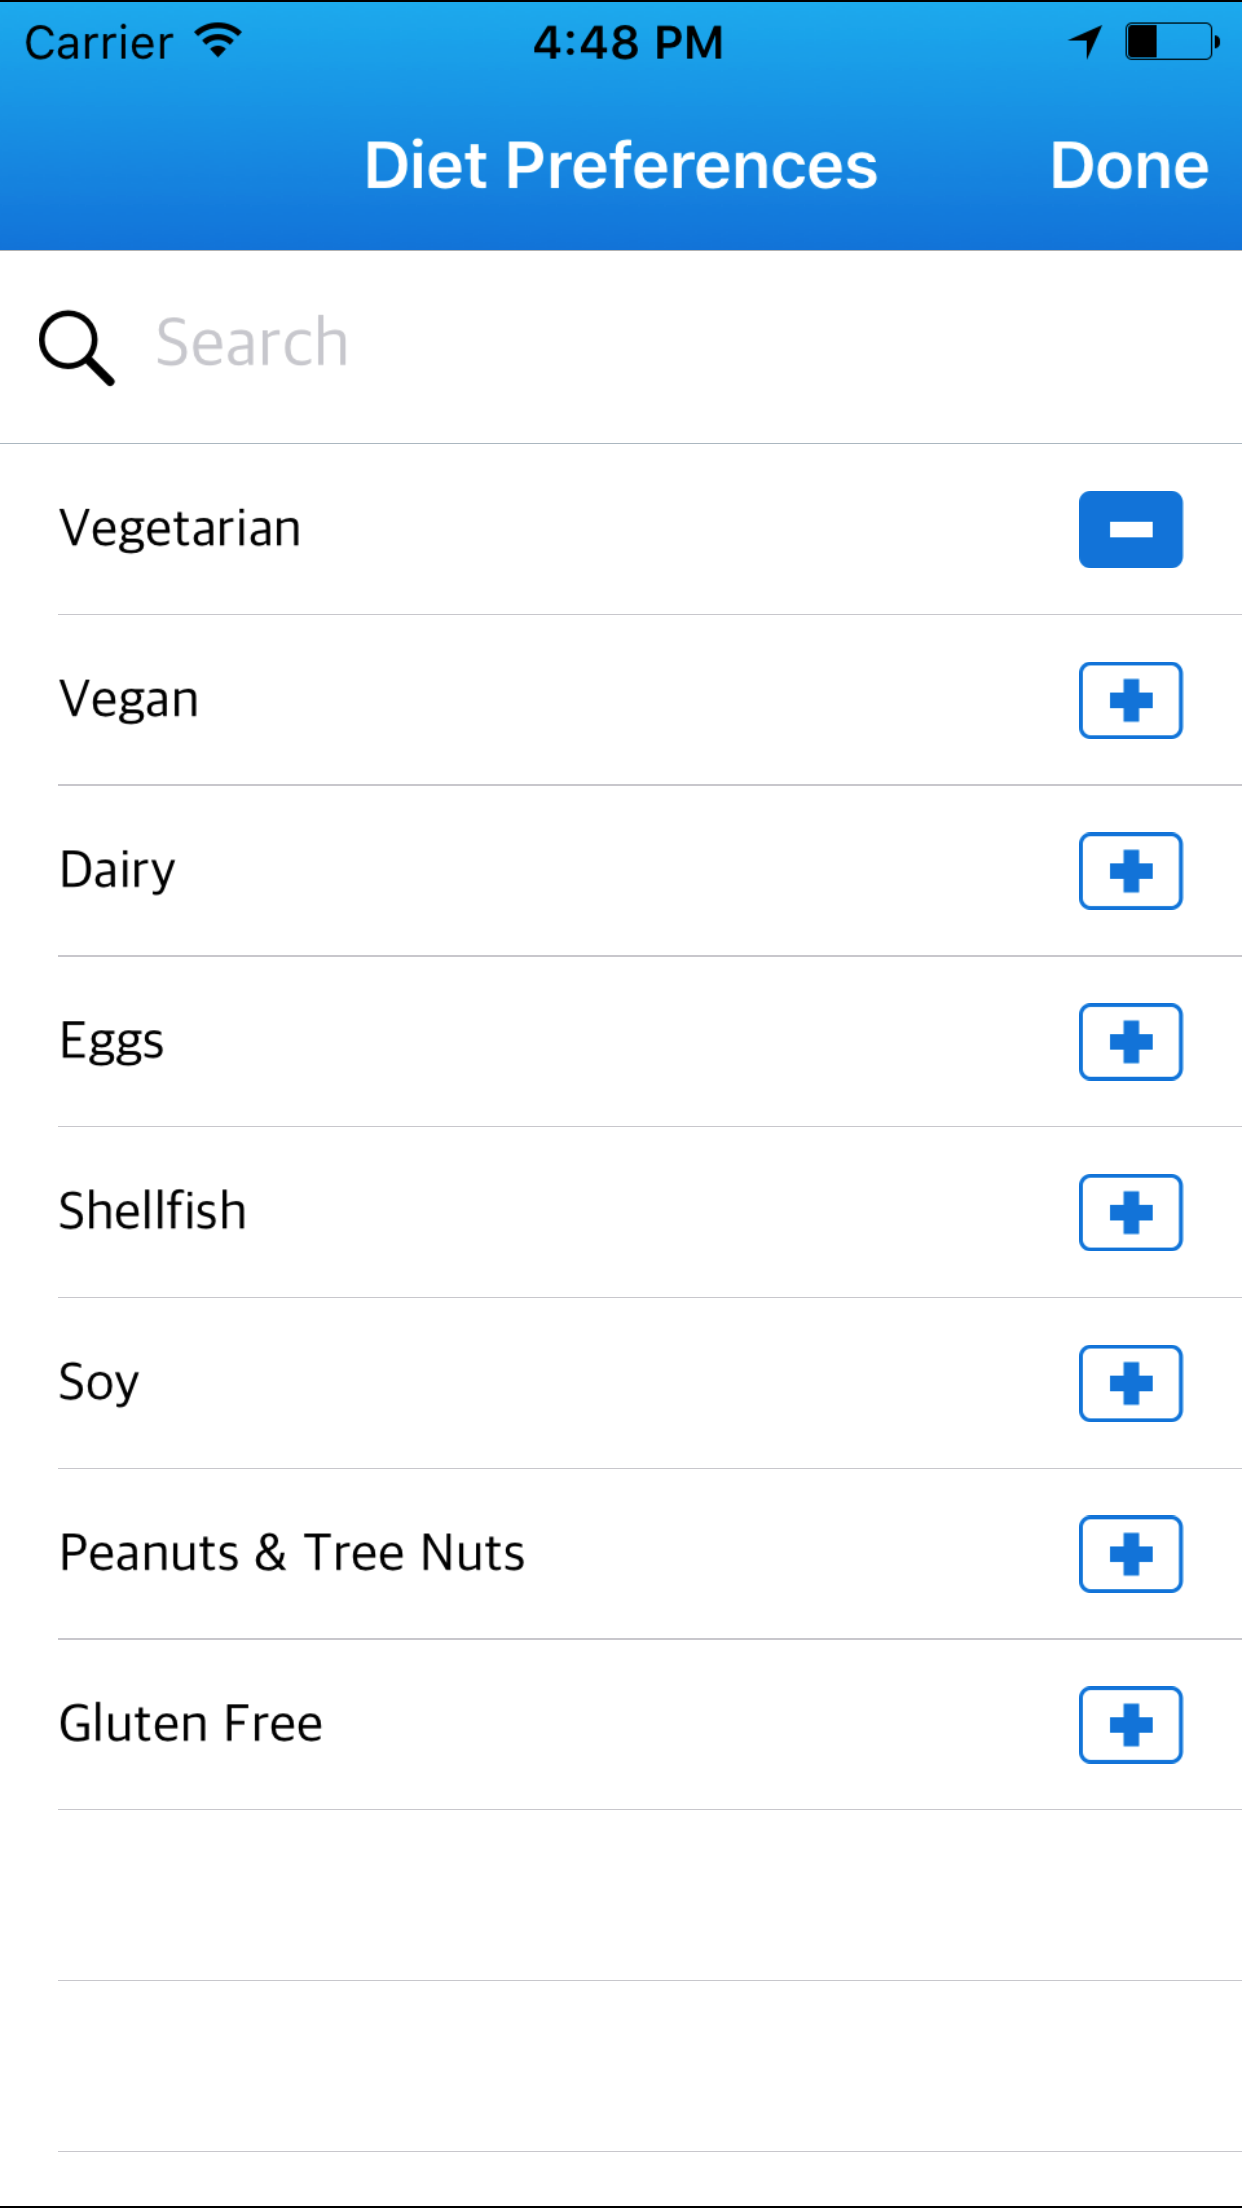 Carrier 4:48 PM
Diet Preferences Done
Search
Vegetarian
Vegan
Dairy
Eggs
Shellfish
Soy
Peanuts & Tree Nuts
Gluten Free